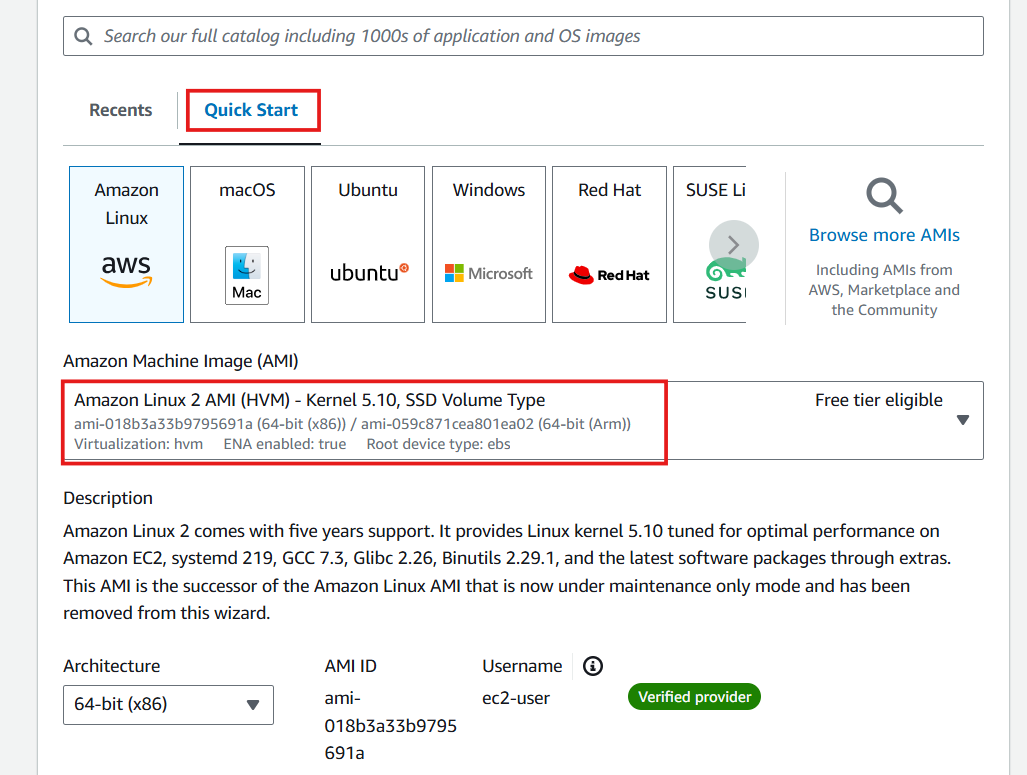 Search our full catalog including 1000s of application and OS images
Recents
Quick Start
Amazon
Linux
aws
macOS
Mac
Ubuntu
ubuntu
Windows
Microsoft
Red Hat
Red Hat
SUSE Li
SUS
Browse more AMIs
Including AMIs from
AWS, Marketplace and
the Community
Amazon Machine Image (AMI)
Amazon Linux 2 AMI (HVM) - Kernel 5.10, SSD Volume Type
Free tier eligible
ami-018b3a33b9795691a (64-bit (x86)) / ami-059c871cea801ea02 (64-bit (Arm))
Virtualization: hvm ENA enabled: true Root device type: ebs
Description
Amazon Linux 2 comes with five years support. It provides Linux kernel 5.10 tuned for optimal performance on
Amazon EC2, systemd 219, GCC 7.3, Glibc 2.26, Binutils 2.29.1, and the latest software packages through extras.
This AMI is the successor of the Amazon Linux AMI that is now under maintenance only mode and has been
removed from this wizard.
Architecture
64-bit (x86)
AMI ID
ami-
018b3a33b9795
691a
Username
ec2-user
Verified provider